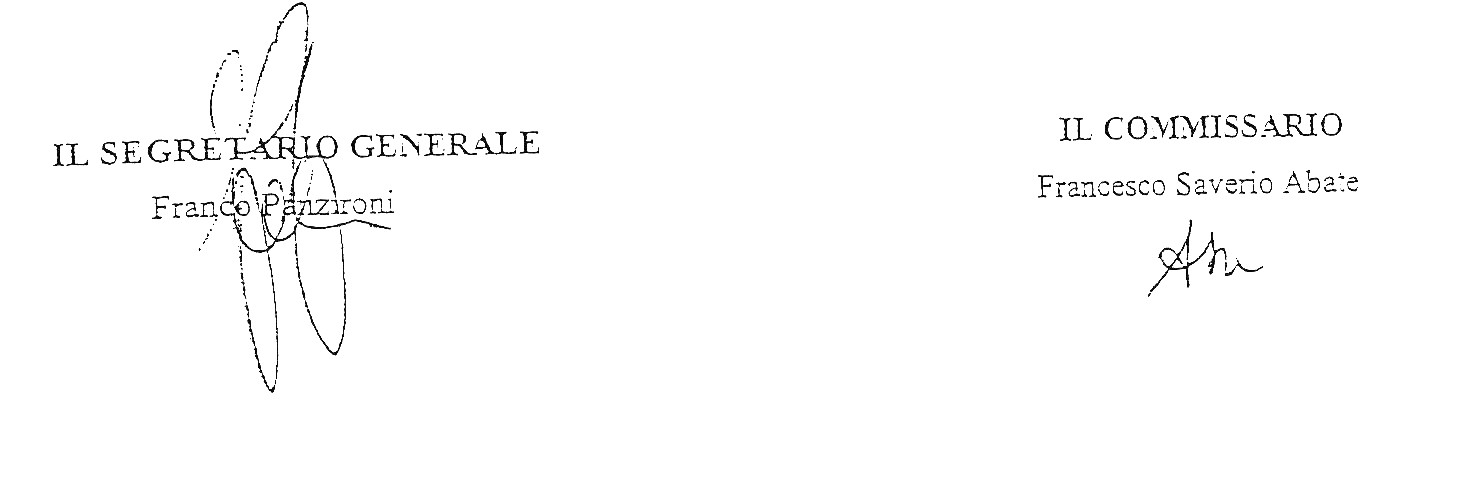 IL SEGRETARIO GENERALE
Franco Panzironi
IL COMMISSARIO
Francesco Saverio Abate